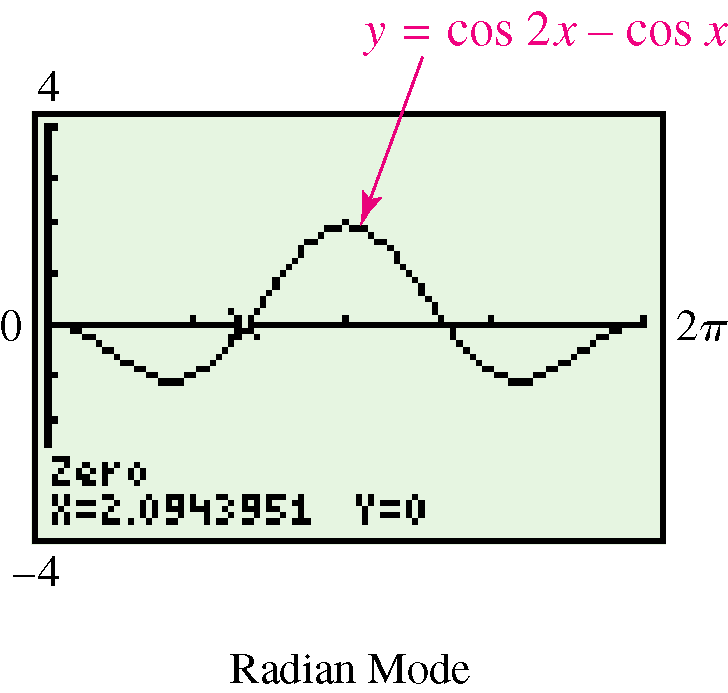 y = cos 2x – cos x
4
0
2π
Zero
X=2.0943951 Y=0
–4
Radian Mode